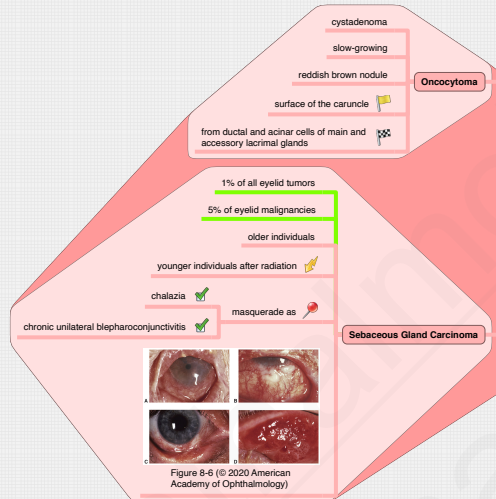 cystadenoma
slow-growing
reddish brown nodule
Oncocytoma
surface of the caruncle
from ductal and acinar cells of main and
accessory lacrimal glands
1% of all eyelid tumors
5% of eyelid malignancies
older individuals
younger individuals after radiation
chalazia
masquerade as
chronic unilateral blepharoconjunctivitis
Sebaceous Gland Carcinoma
A
B
C
D
Figure 8-6 (© 2020 American
Academy of Ophthalmology)